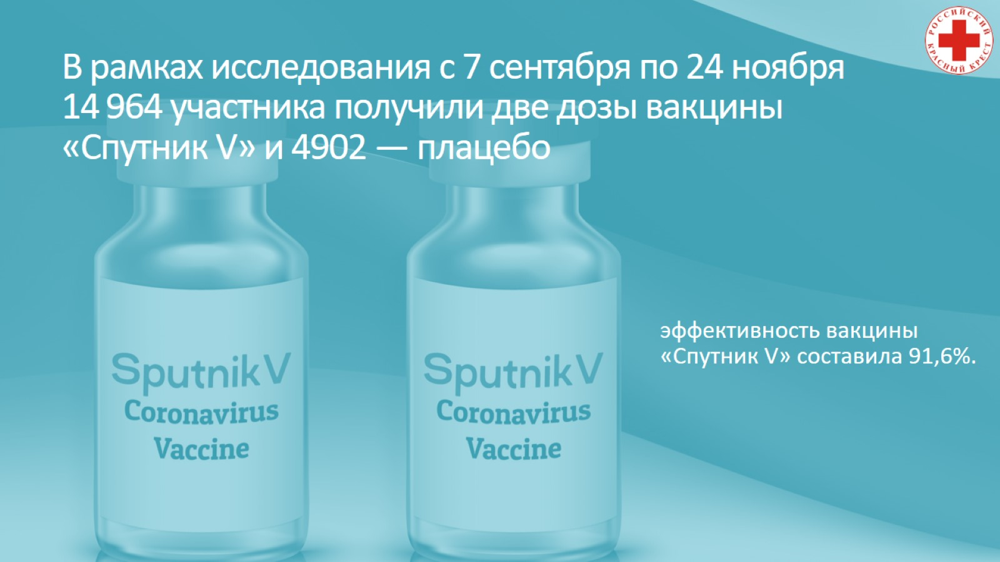 РОССИЙСКИЙ КРАСНЫЙ КРЕСТ
В рамках исследования с 7 сентября по 24 ноября
14 964 участника получили две дозы вакцины
«Спутник V» и 4902 — плацебо
эффективность вакцины
«Спутник V» составила 91,6%.
Sputnik V
Coronavirus
Vaccine
Sputnik V
Coronavirus
Vaccine